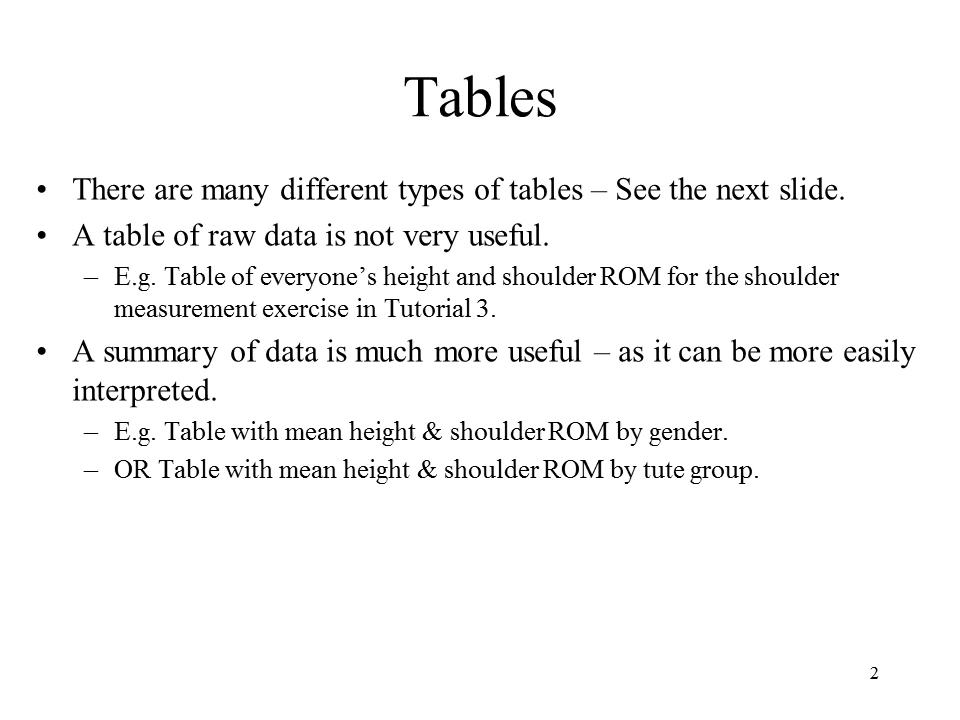 Tables
• There are many different types of tables – See the next slide.
• A table of raw data is not very useful.
– E.g. Table of everyone’s height and shoulder ROM for the shoulder
measurement exercise in Tutorial 3.
• A summary of data is much more useful – as it can be more easily
interpreted.
– E.g. Table with mean height & shoulder ROM by gender.
– OR Table with mean height & shoulder ROM by tute group.
2